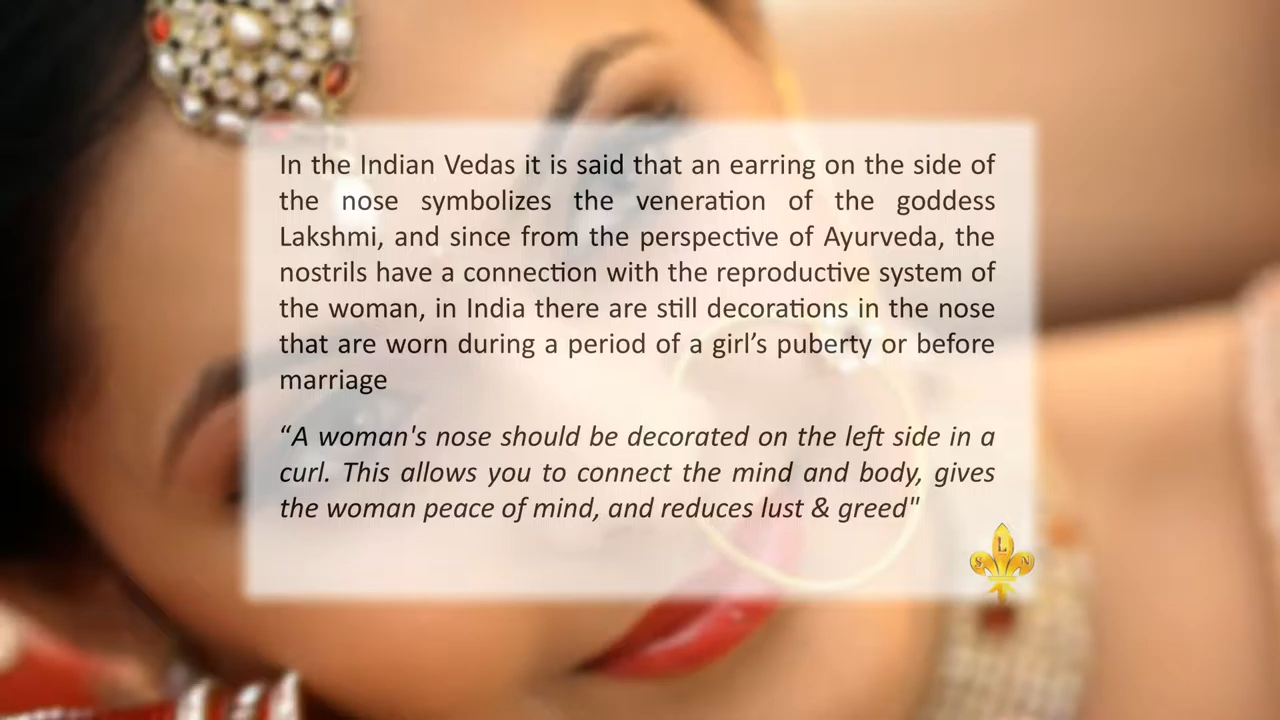 In the Indian Vedas it is said that an earring on the side of
the nose symbolizes the veneration of the goddess
Lakshmi, and since from the perspective of Ayurveda, the
nostrils have a connection with the reproductive system of
the woman, in India there are still decorations in the nose
that are worn during a period of a girl’s puberty or before
marriage
“A woman's nose should be decorated on the left side in a
curl. This allows you to connect the mind and body, gives
the woman peace of mind, and reduces lust & greed"
L
S N